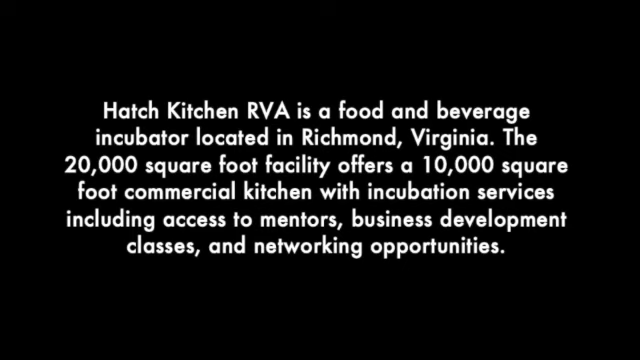 Hatch Kitchen RVA is a food and beverage
incubator located in Richmond, Virginia. The
20,000 square foot facility offers a 10,000 square
foot commercial kitchen with incubation services
including access to mentors, business development
classes, and networking opportunities.